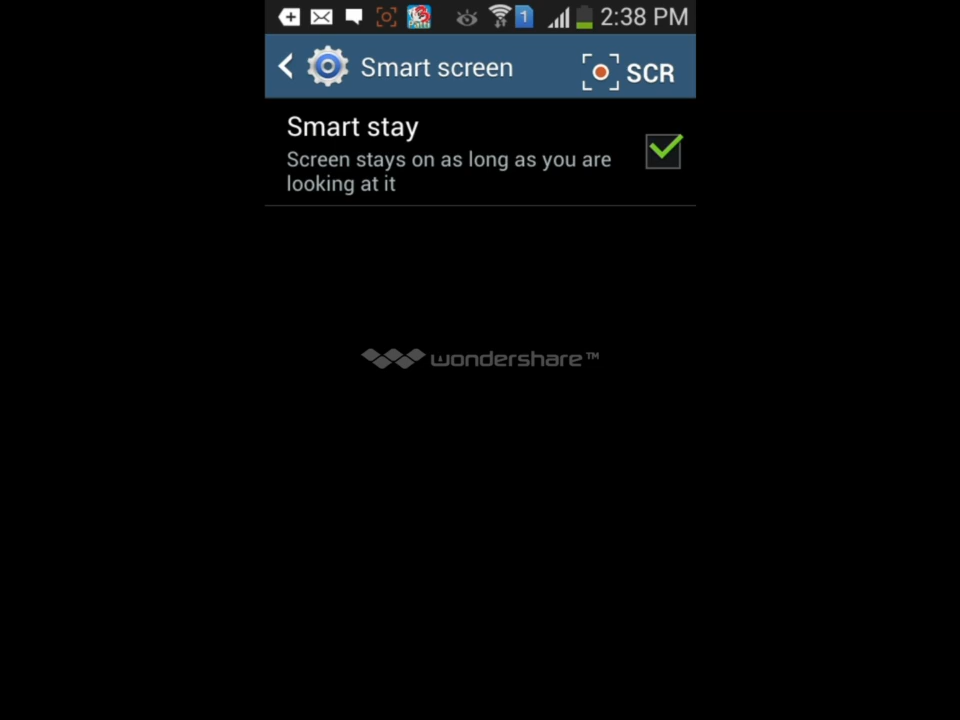 1 2:38 PM
Smart screen SCR
Smart stay
Screen stays on as long as you are
looking at it
wondershare™